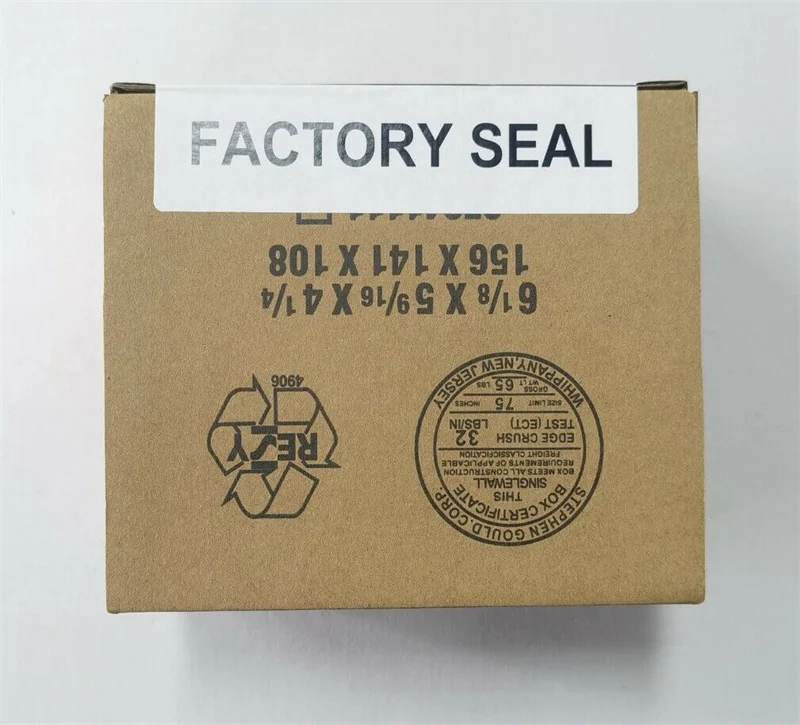 FACTORY SEAL
STEPHEN GOULD.CORP.
BOX CERTIFICATE
THIS
SINGLEWALL
BOX MEETS ALL CONSTRUCTION
REQUIREMENTS OF APPLICABLE
FREIGHT CLASSICFICATION
EDGE CRUSH
TEST (ECT) 32 LBS/IN
SIZE LIMIT 75 INCHES
GROSS WT LT 65 LBS
WHIPPANY,NEW JERSEY
RESY
4906
6 1/8 X 5 9/16 X 4 1/4
156 X 141 X 108